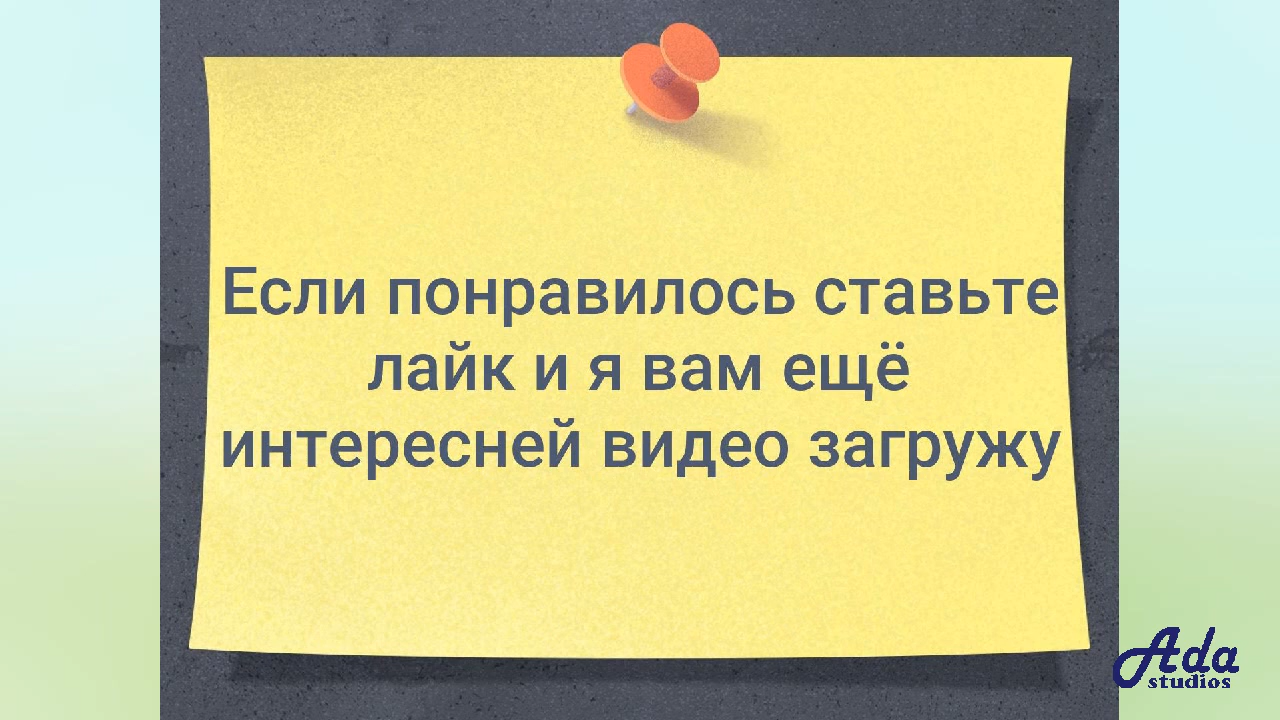 Если понравилось ставьте
лайк и я вам ещё
интересней видео загружу
Ada
studios